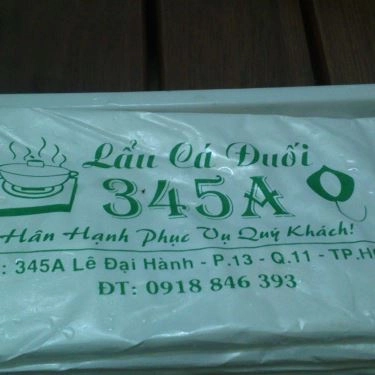 Lẩu Cá Đuối
345A
Hân Hạnh Phục Vụ Quý Khách!
: 345A Lê Đại Hành - P.13 - Q.11 - TP.H
ĐT: 0918 846 393